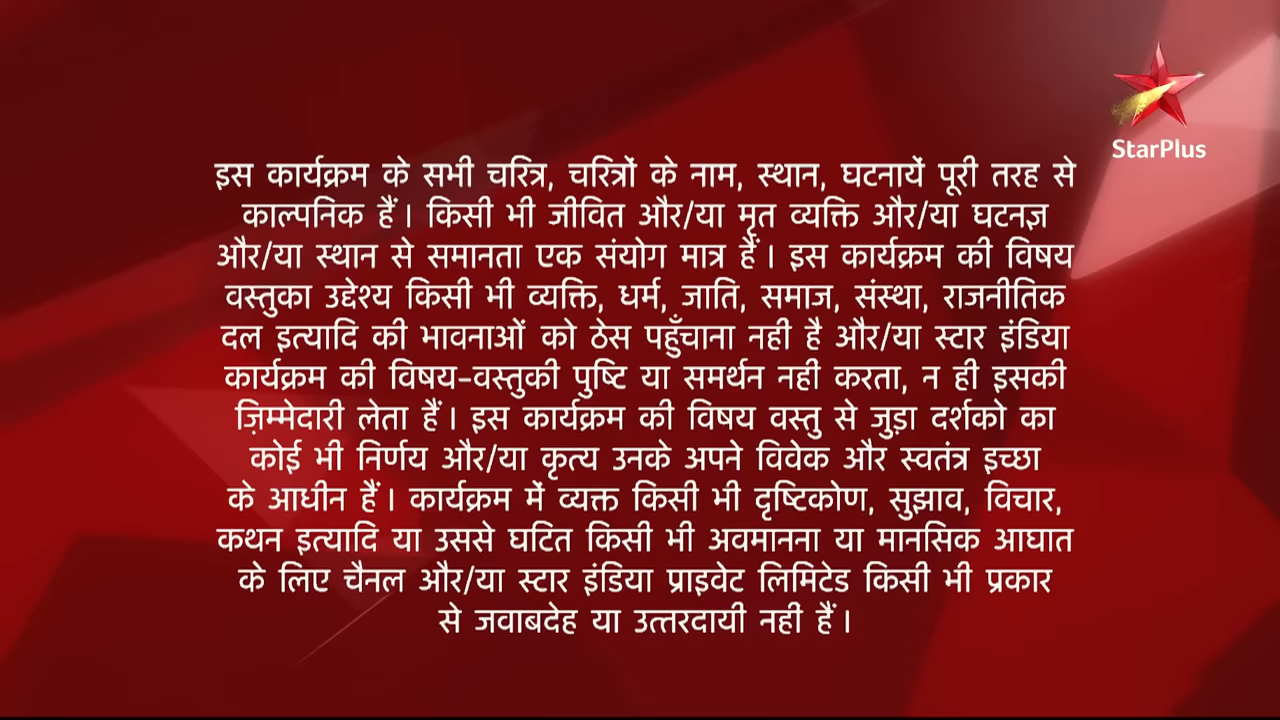 StarPlus
इस कार्यक्रम के सभी चरित्र, चरित्रों के नाम, स्थान, घटनायें पूरी तरह से
काल्पनिक हैं। किसी भी जीवित और/या मृत व्यक्ति और/या घटनज्ञ
और/या स्थान से समानता एक संयोग मात्र हैं। इस कार्यक्रम की विषय
वस्तुका उद्देश्य किसी भी व्यक्ति, धर्म, जाति, समाज, संस्था, राजनीतिक
दल इत्यादि की भावनाओं को ठेस पहुँचाना नही है और/या स्टार इंडिया
कार्यक्रम की विषय-वस्तुकी पुष्टि या समर्थन नही करता, न ही इसकी
ज़िम्मेदारी लेता हैं। इस कार्यक्रम की विषय वस्तु से जुड़ा दर्शको का
कोई भी निर्णय और/या कृत्य उनके अपने विवेक और स्वतंत्र इच्छा
के आधीन हैं। कार्यक्रम में व्यक्त किसी भी दृष्टिकोण, सुझाव, विचार,
कथन इत्यादि या उससे घटित किसी भी अवमानना या मानसिक आघात
के लिए चैनल और/या स्टार इंडिया प्राइवेट लिमिटेड किसी भी प्रकार
से जवाबदेह या उत्तरदायी नही हैं।